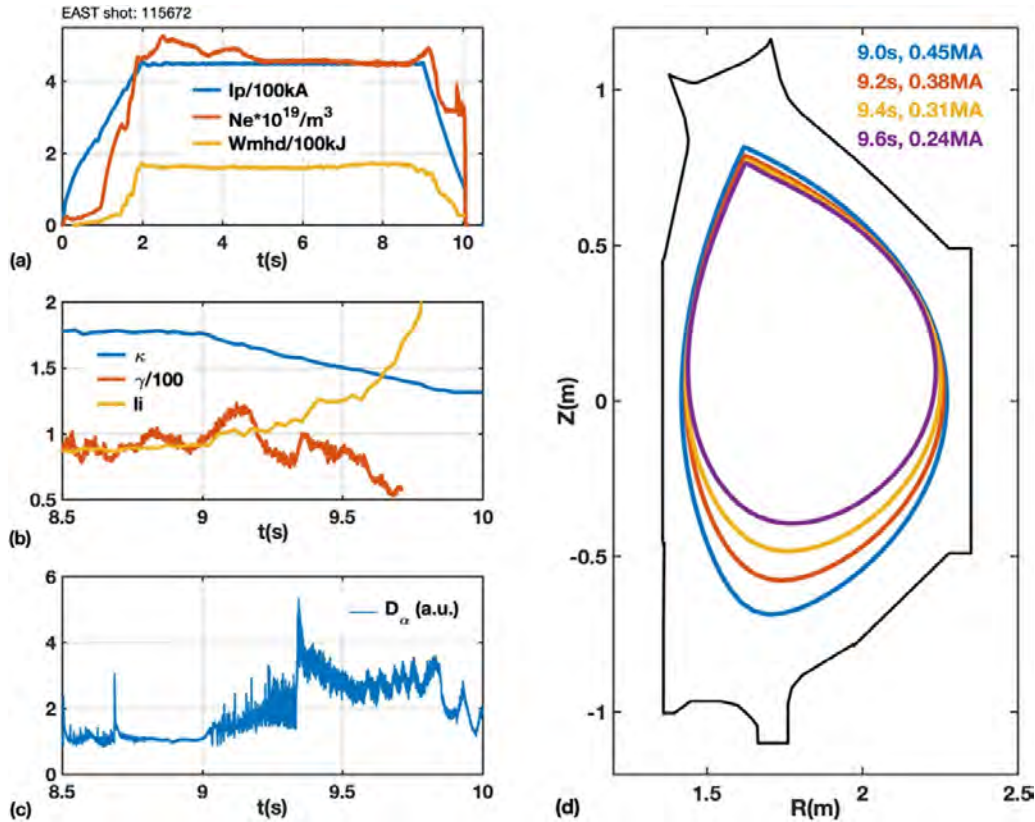 EAST shot: 115672
4
2
0
Ip/100kA
Ne*10^19/m^3
Wmhd/100kJ
0 2 4 6 8 10
(a) t(s)
2
1.5
1
0.5
κ
γ/100
li
8.5 9 9.5 10
(b) t(s)
6
4
2
0
D_α (a.u.)
8.5 9 9.5 10
(c) t(s)
9.0s, 0.45MA
9.2s, 0.38MA
9.4s, 0.31MA
9.6s, 0.24MA
1
0.5
0
-0.5
-1
Z(m)
1.5 2 2.5
(d) R(m)